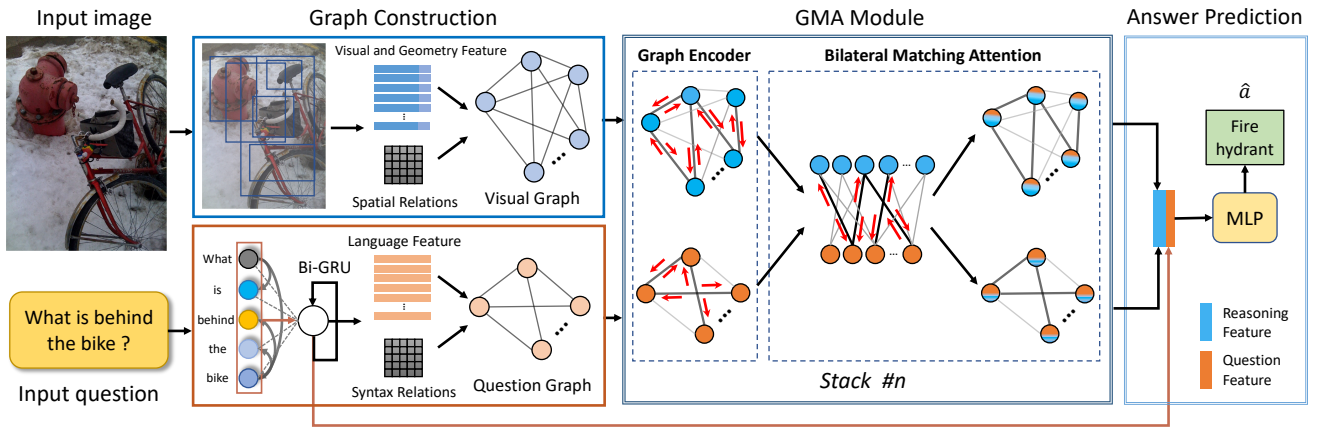 Input image
Graph Construction
GMA Module
Answer Prediction
Visual and Geometry Feature
Spatial Relations
Visual Graph
Graph Encoder
Bilateral Matching Attention
â
Fire
hydrant
MLP
What is behind
the bike ?
Input question
What
is
behind
the
bike
Bi-GRU
Language Feature
Syntax Relations
Question Graph
Stack #n
Reasoning
Feature
Question
Feature